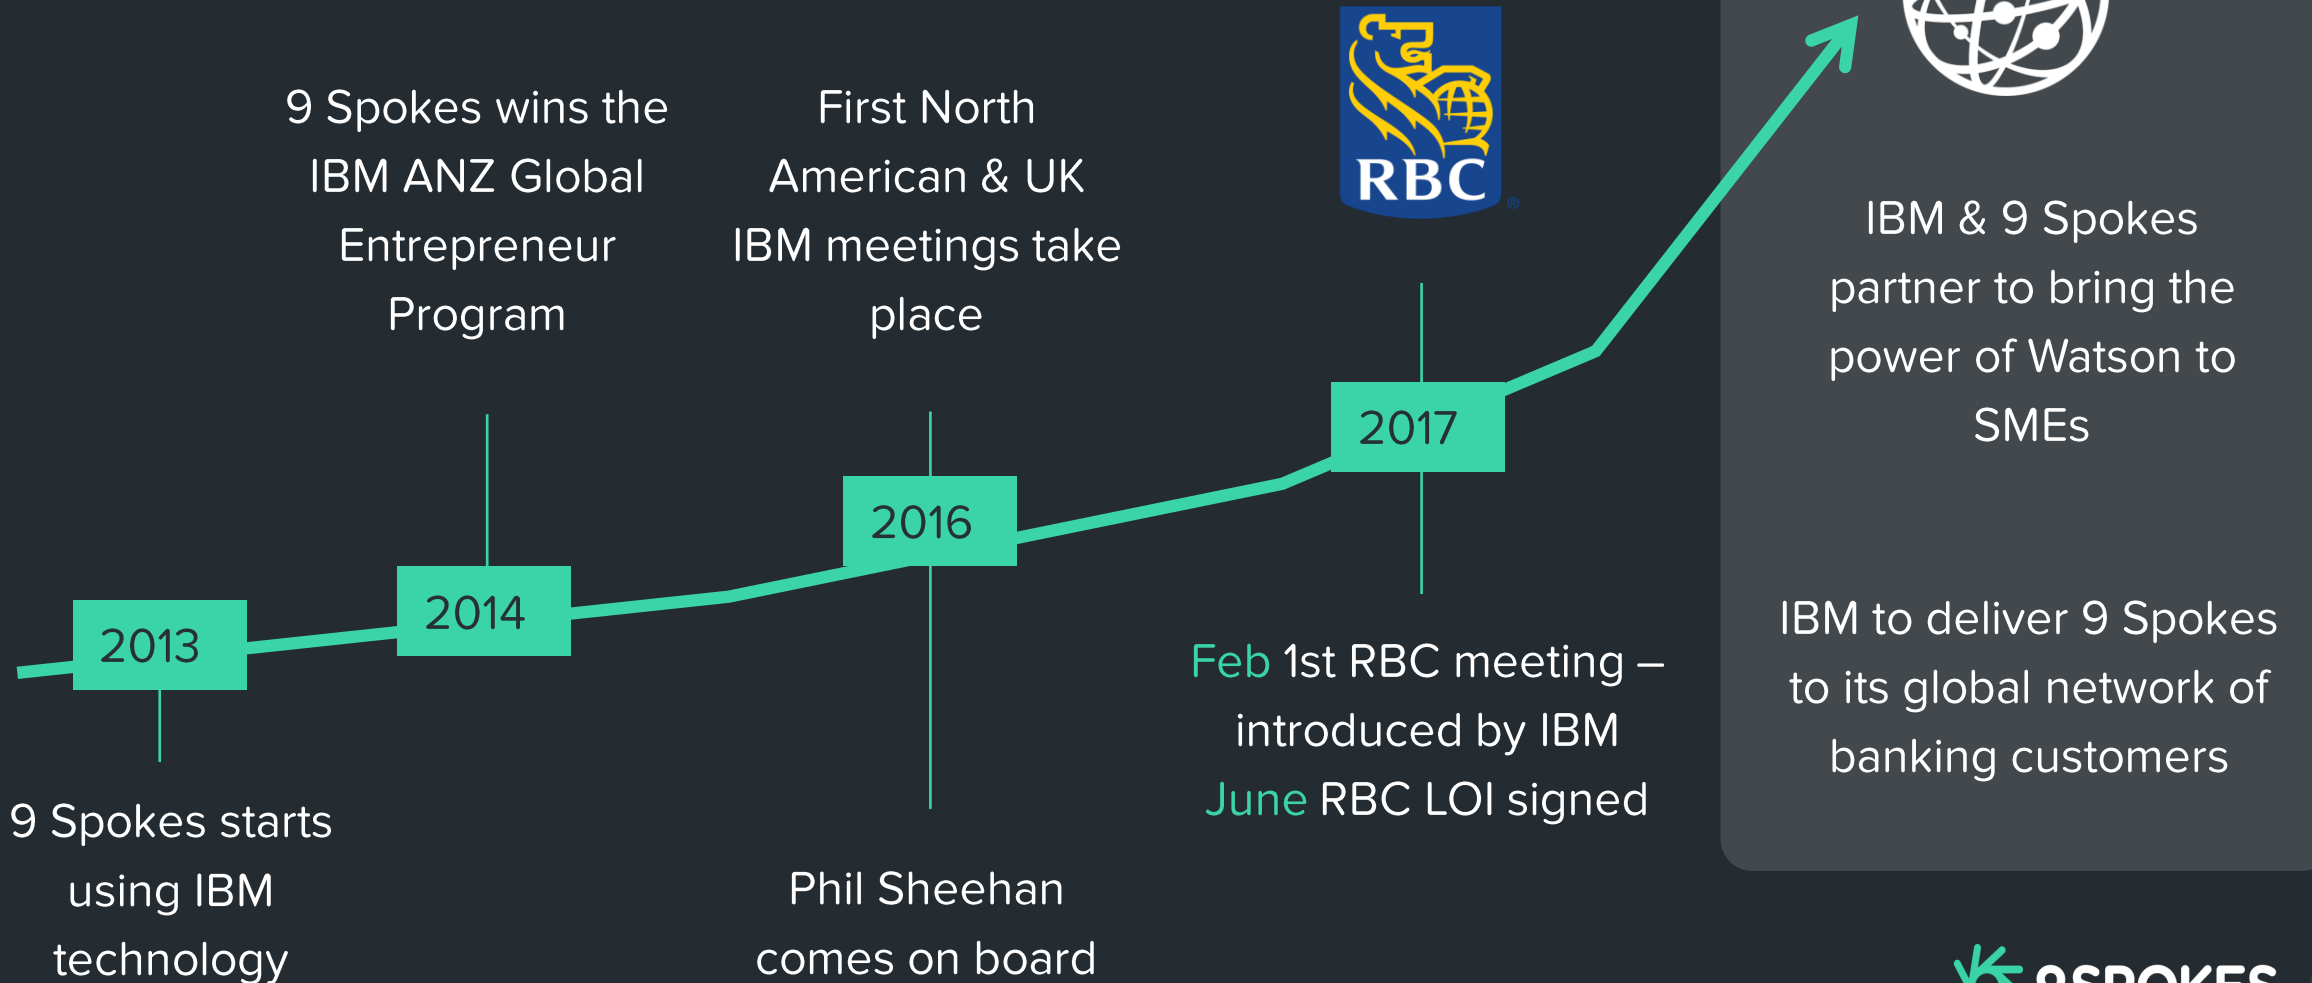 9 Spokes wins the
IBM ANZ Global
Entrepreneur
Program
First North
American & UK
IBM meetings take
place
RBC
®
IBM & 9 Spokes
partner to bring the
power of Watson to
SMEs
2013
2014
2016
2017
9 Spokes starts
using IBM
technology
Phil Sheehan
comes on board
Feb 1st RBC meeting –
introduced by IBM
June RBC LOI signed
IBM to deliver 9 Spokes
to its global network of
banking customers
9SPOKES